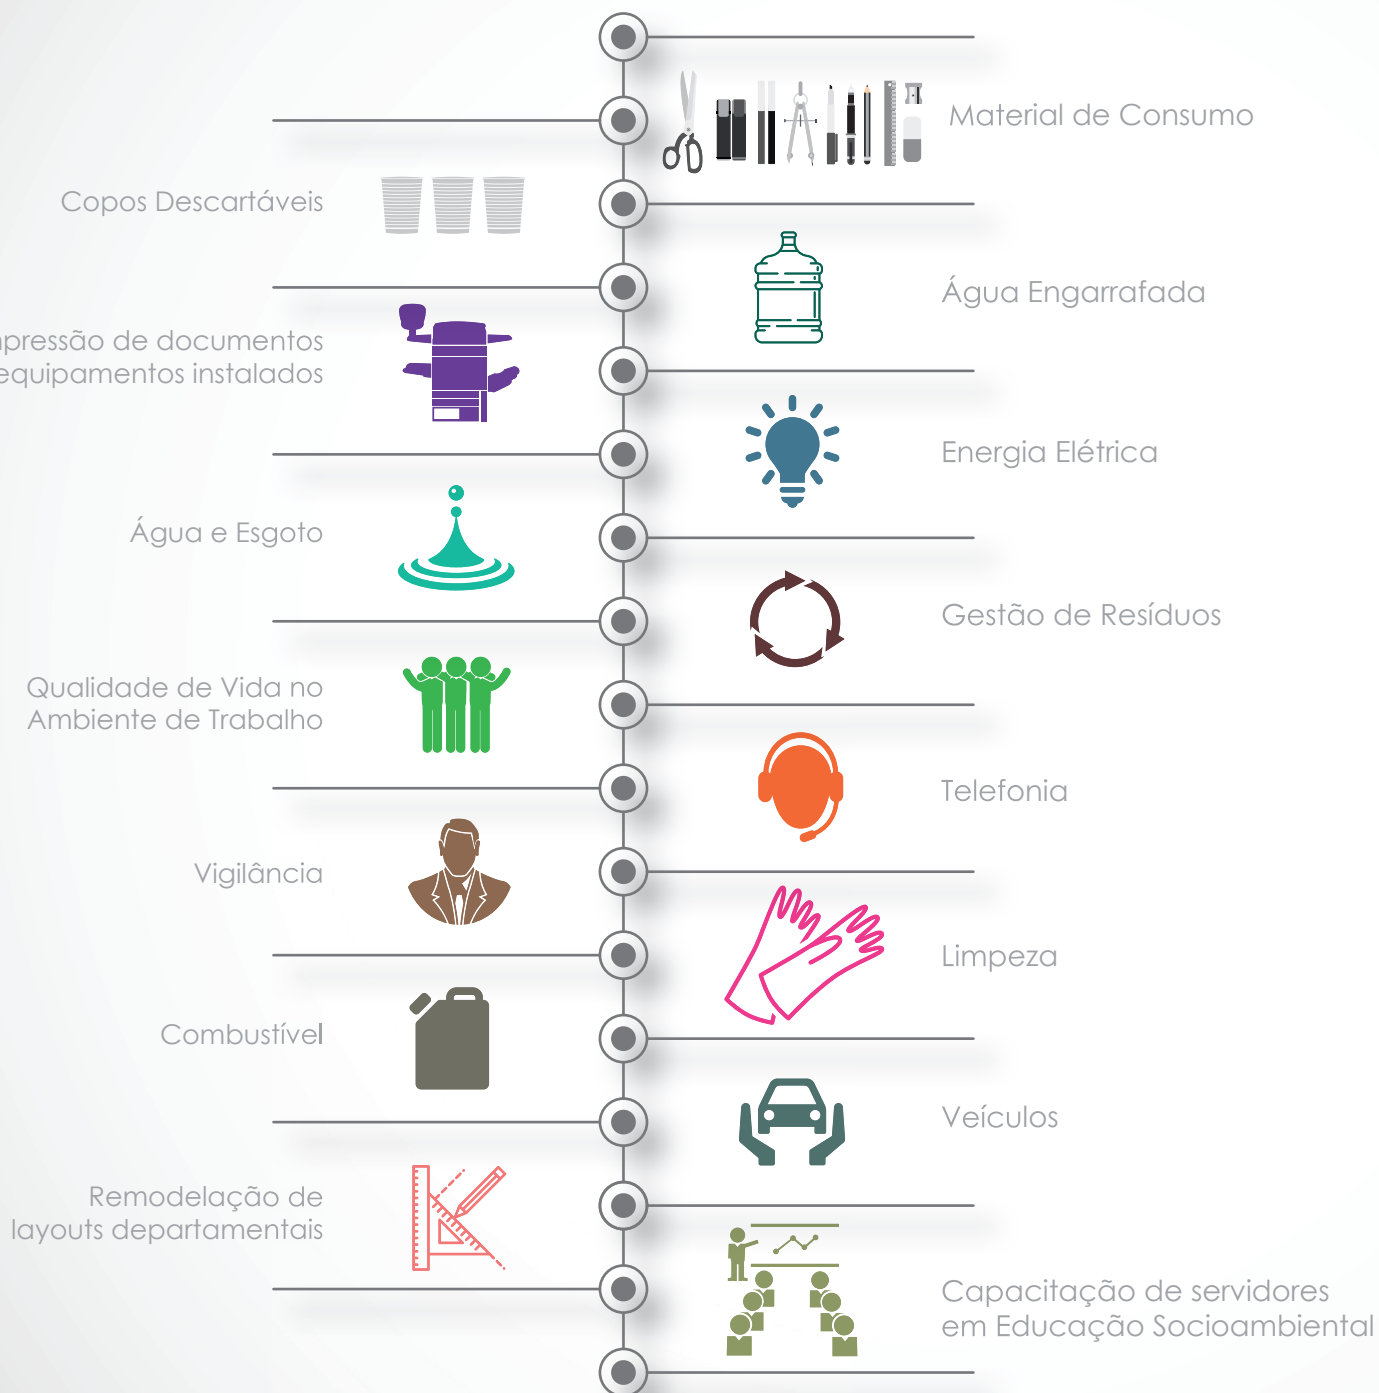 Material de Consumo
Copos Descartáveis
Água Engarrafada
de documentos
equipamentos instalados
Energia Elétrica
Água e Esgoto
Gestão de Resíduos
Qualidade de Vida no
Ambiente de Trabalho
Telefonia
Vigilância
Limpeza
Combustível
Veículos
Remodelação de
layouts departamentais
Capacitação de servidores
em Educação Socioambiental